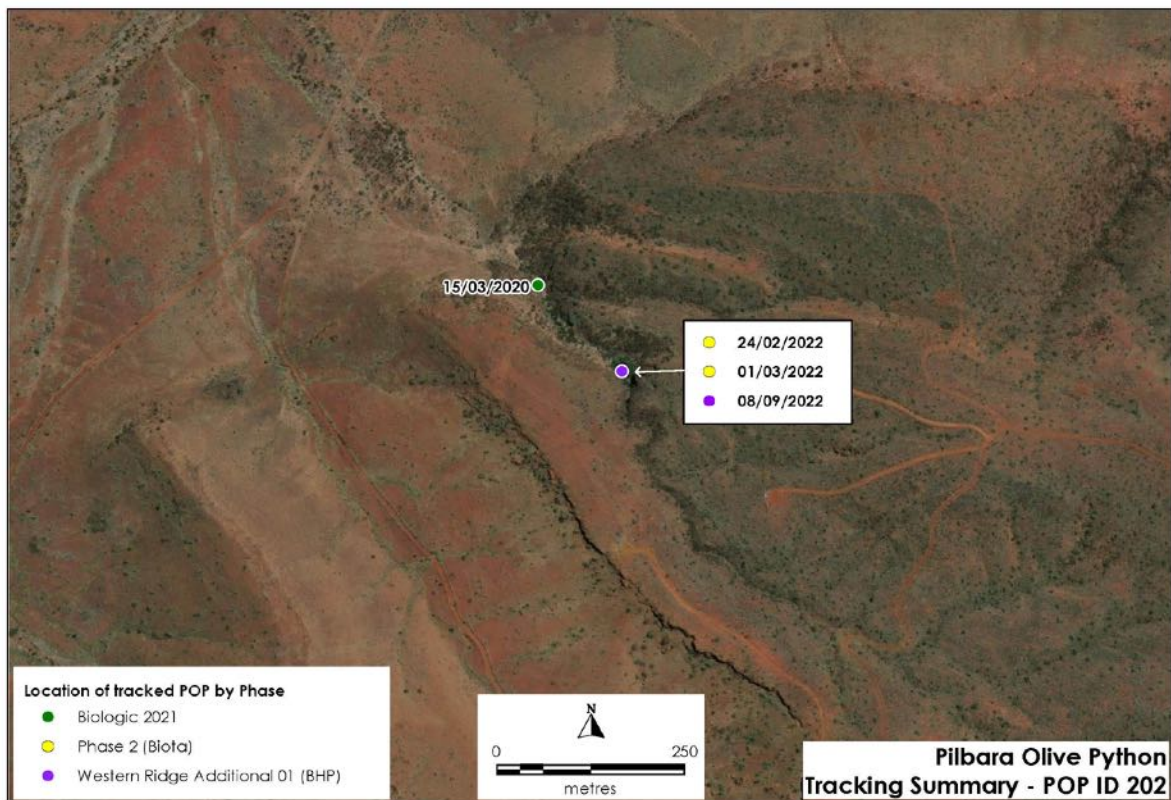 15/03/2020
24/02/2022
01/03/2022
08/09/2022
Location of tracked POP by Phase
Biologic 2021
Phase 2 (Biota)
Western Ridge Additional 01 (BHP)
N
0 250
metres
Pilbara Olive Python
Tracking Summary - POP ID 202